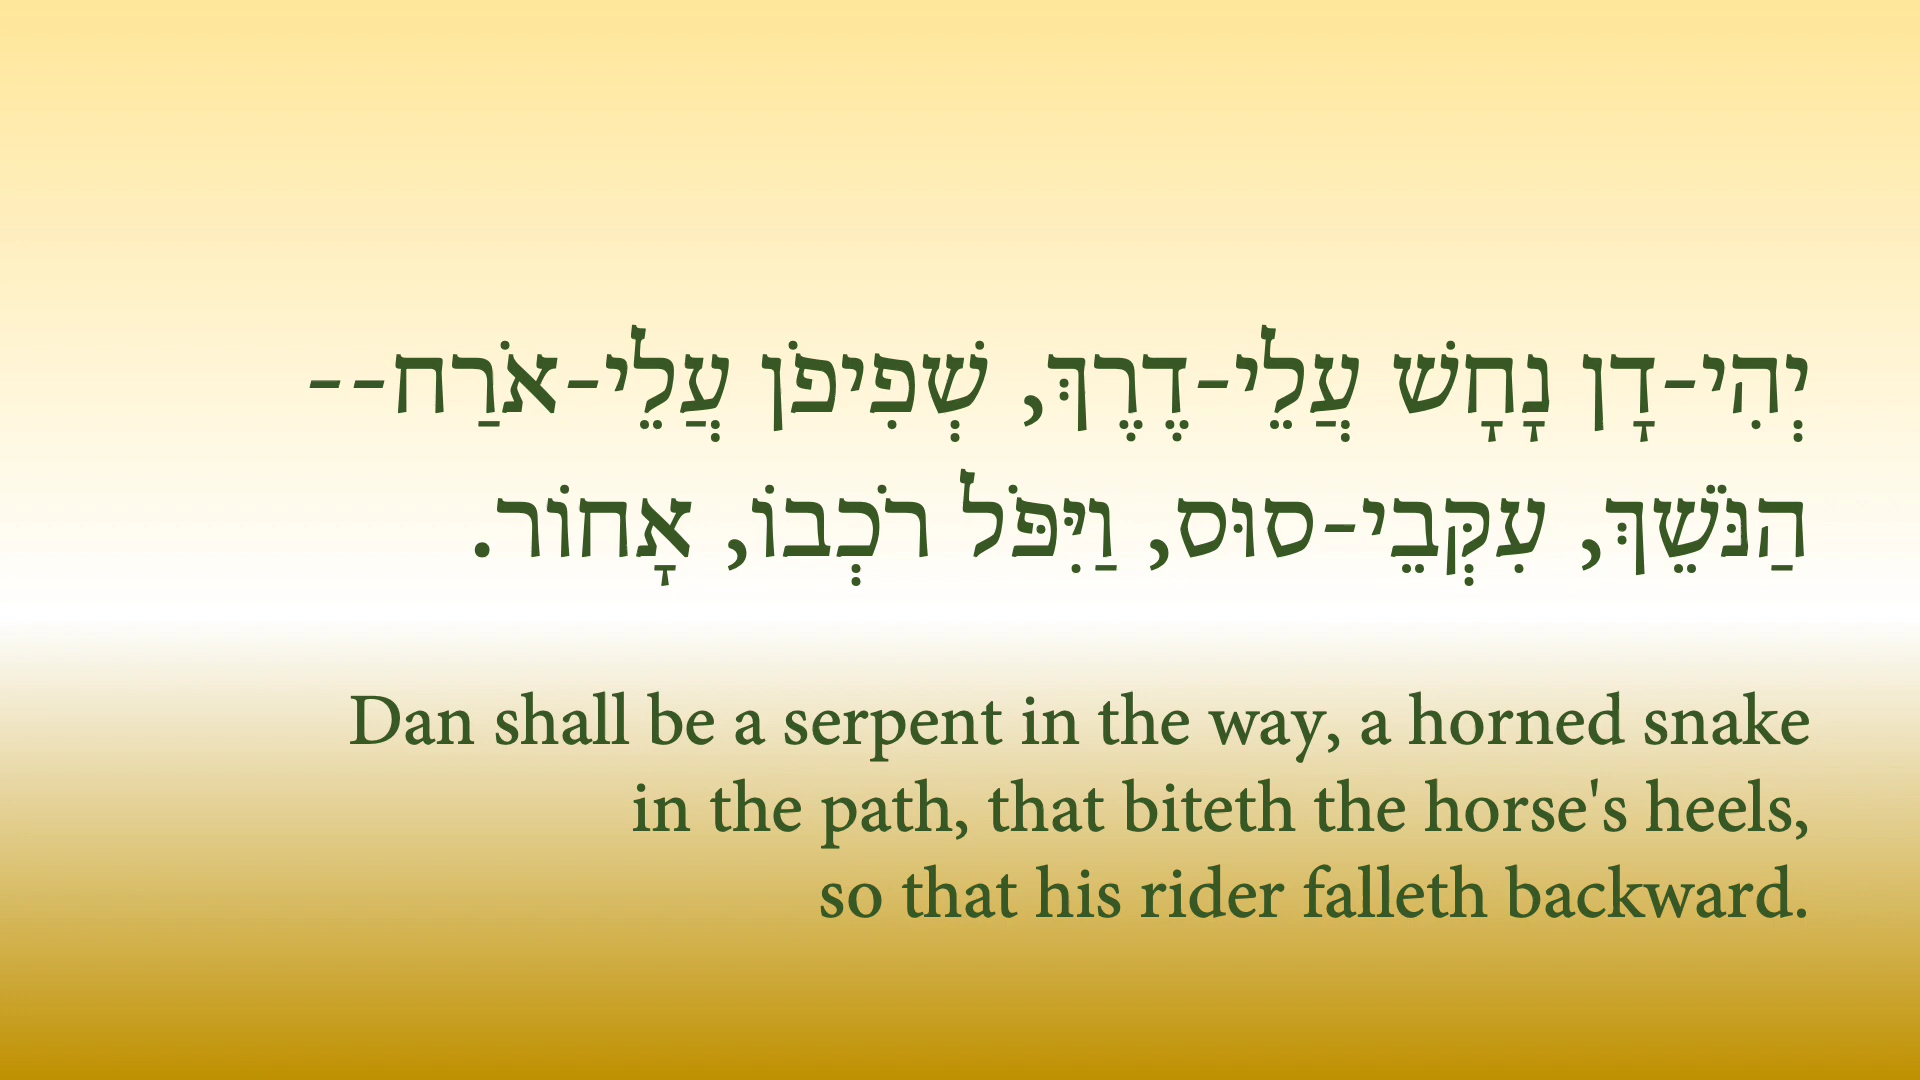 יְהִי-דָן נָחָשׁ עֲלֵי-דֶרֶךְ, שְׁפִיפֹן עֲלֵי-אֹרַח--
הַנֹּשֵׁךְ, עִקְּבֵי-סוּס, וַיִּפֹּל רֹכְבוֹ, אָחוֹר.
Dan shall be a serpent in the way, a horned snake
in the path, that biteth the horse's heels,
so that his rider falleth backward.